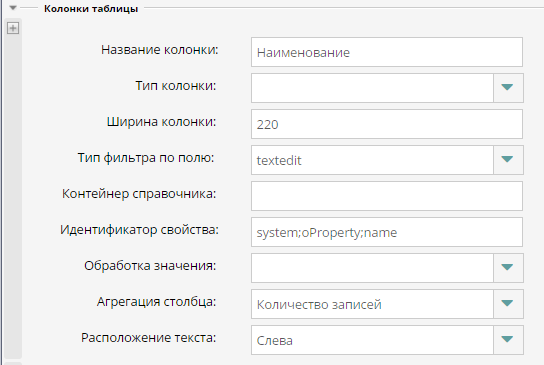 Колонки таблицы
Название колонки: Наименование
Тип колонки:
Ширина колонки: 220
Тип фильтра по полю: textedit
Контейнер справочника:
Идентификатор свойства: system;oProperty;name
Обработка значения:
Агрегация столбца: Количество записей
Расположение текста: Слева